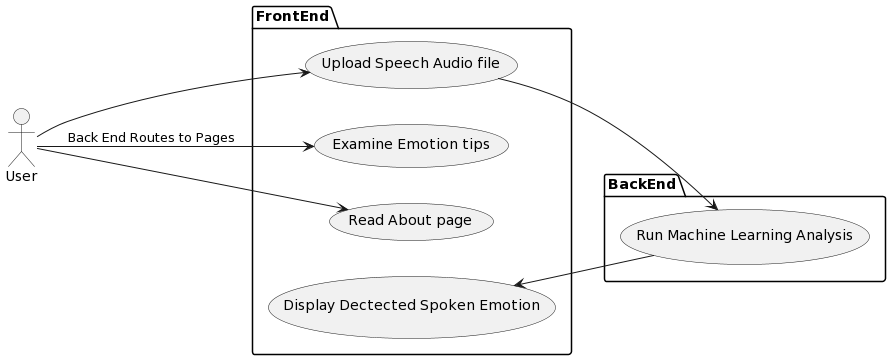 FrontEnd
Upload Speech Audio file
Back End Routes to Pages
Examine Emotion tips
User
BackEnd
Read About page
Run Machine Learning Analysis
Display Dectected Spoken Emotion